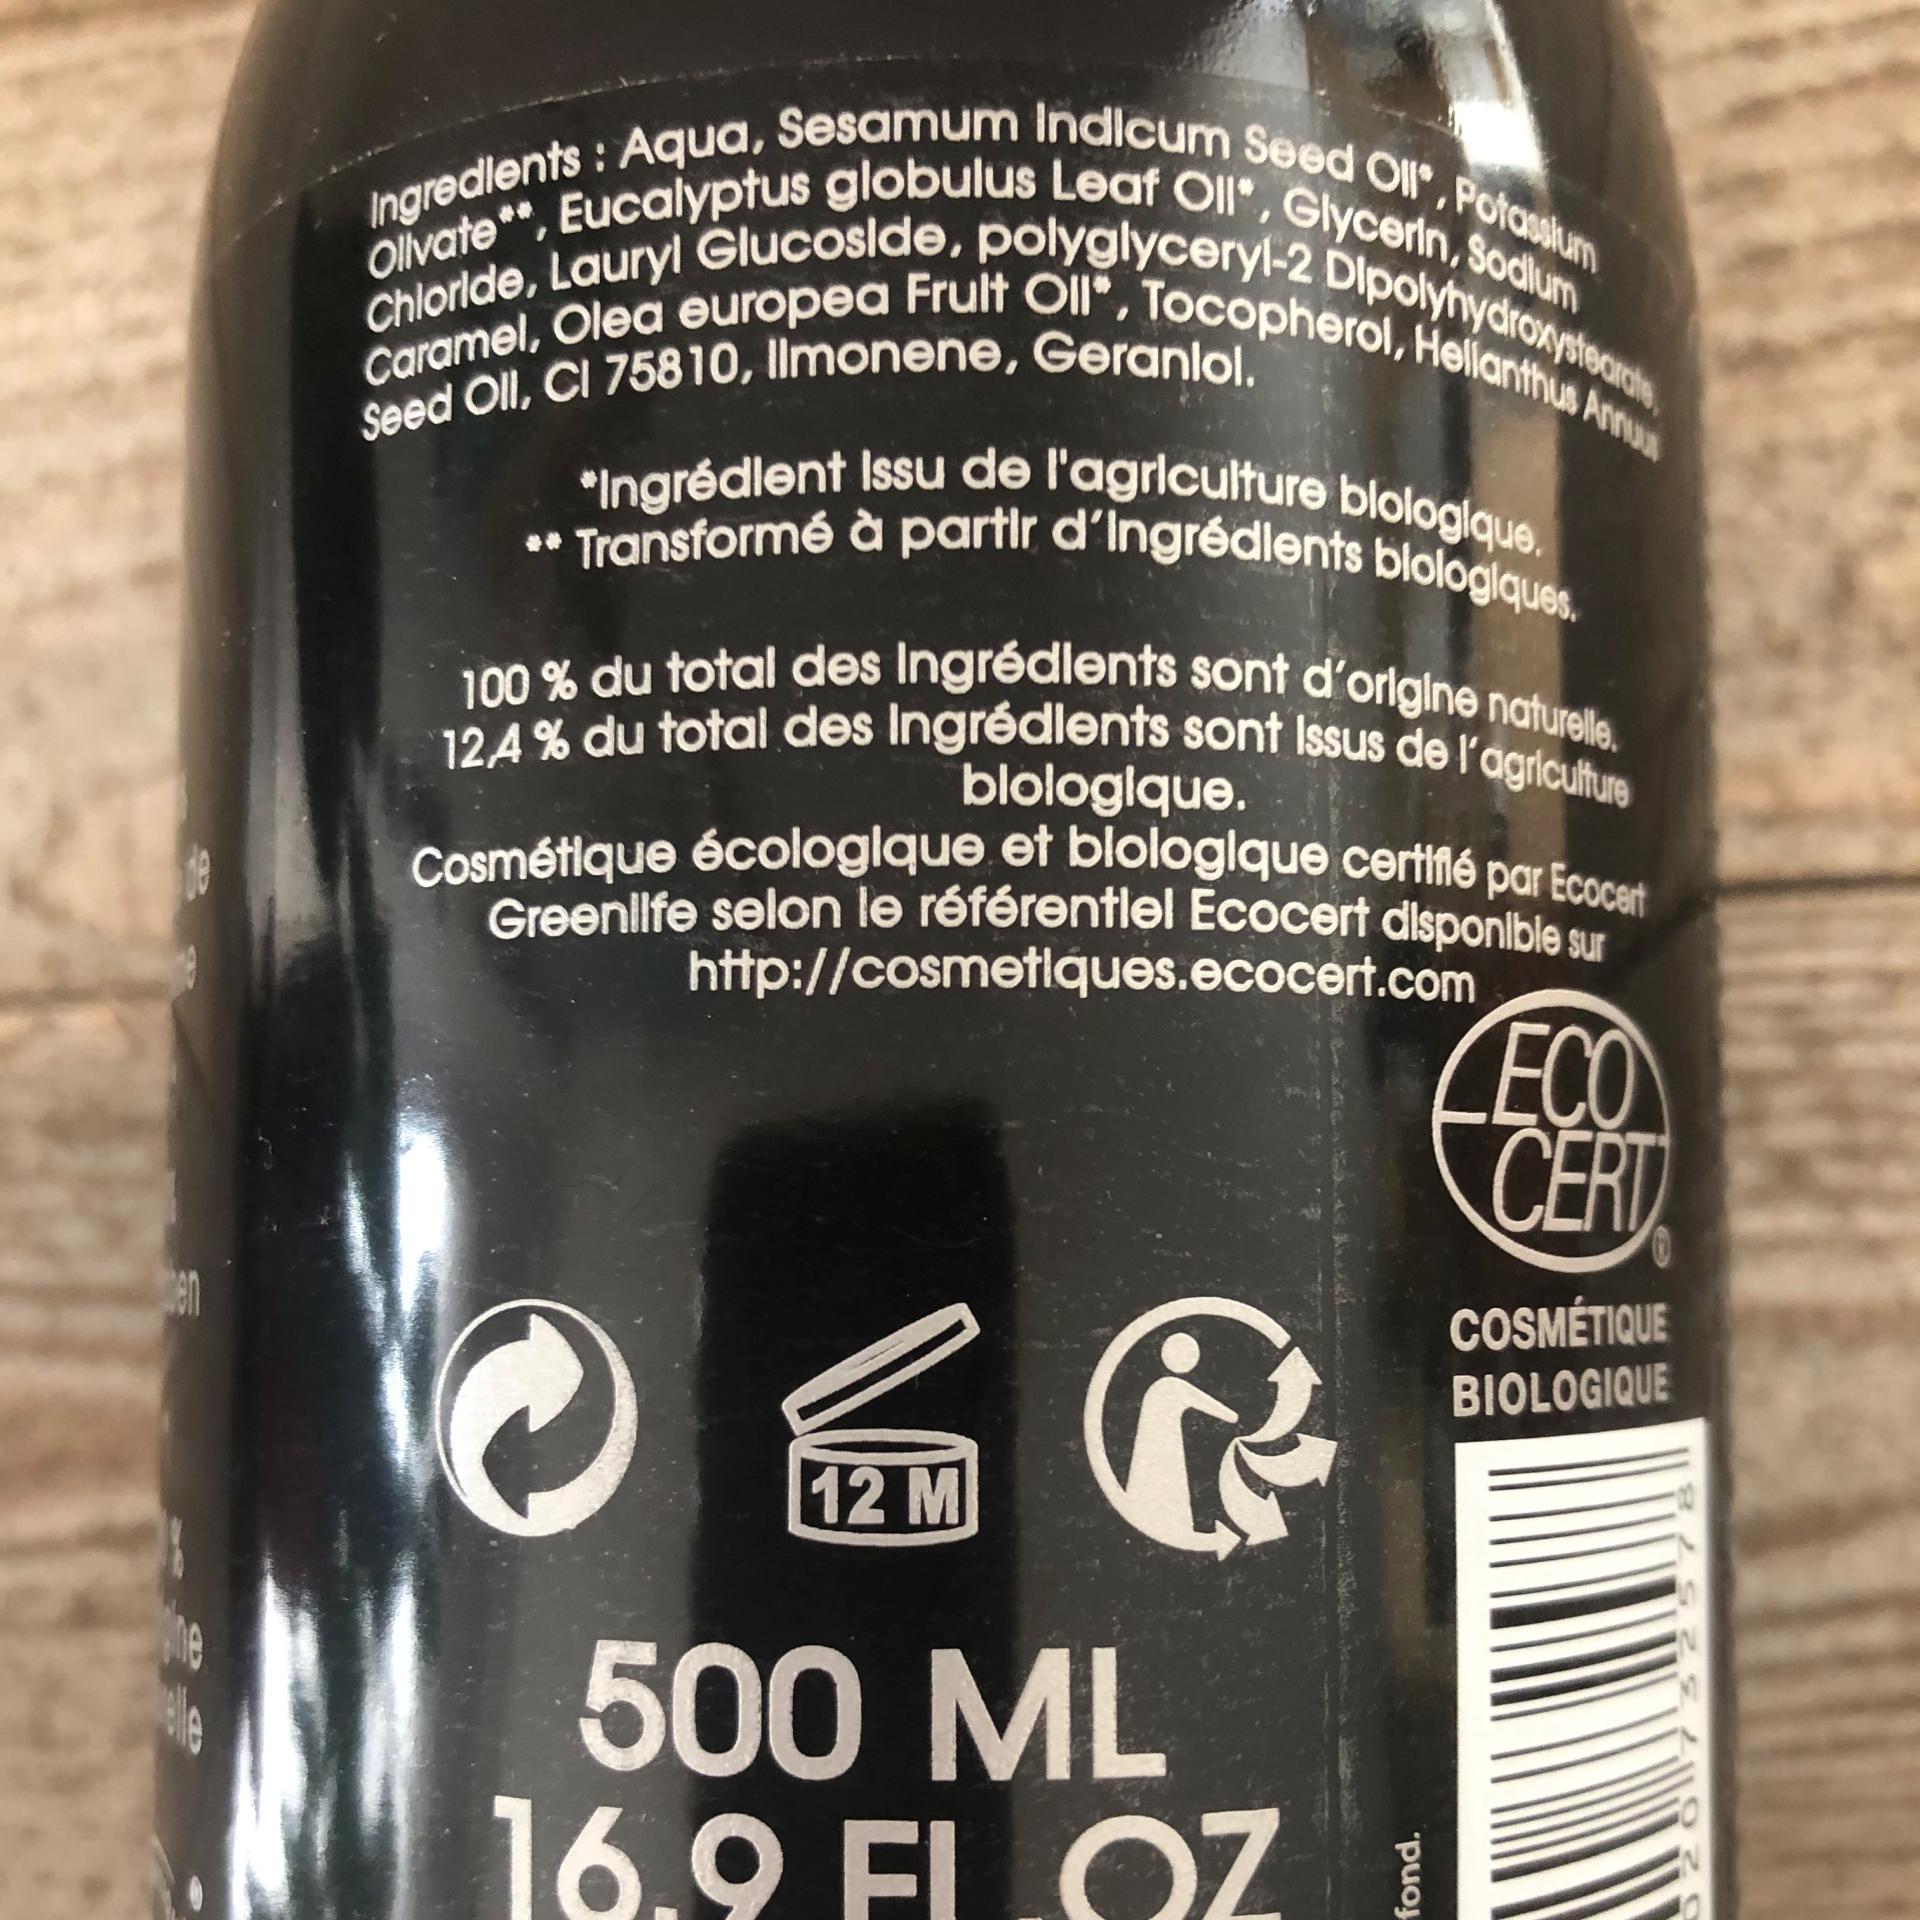 Ingredients : Aqua, Sesamum Indicum Seed Oil*, Potassium
Olivate**, Eucalyptus globulus Leaf Oil*, Glycerin, Sodium
Chloride, Lauryl Glucoside, polyglyceryl-2 Dipolyhydroxystearate,
Caramel, Olea europea Fruit Oil*, Tocopherol, Helianthus Annuus
Seed Oil, CI 75810, limonene, Geraniol.
*Ingrédient issu de l'agriculture biologique.
** Transformé à partir d'ingrédients biologiques.
100 % du total des ingrédients sont d'origine naturelle.
12,4 % du total des ingrédients sont issus de l'agriculture
biologique.
Cosmétique écologique et biologique certifié par Ecocert
Greenlife selon le référentiel Ecocert disponible sur
http://cosmetiques.ecocert.com
ECO
CERT
®
COSMÉTIQUE
BIOLOGIQUE
12 M
500 ML
16.9 FL.OZ
fond.
de
%